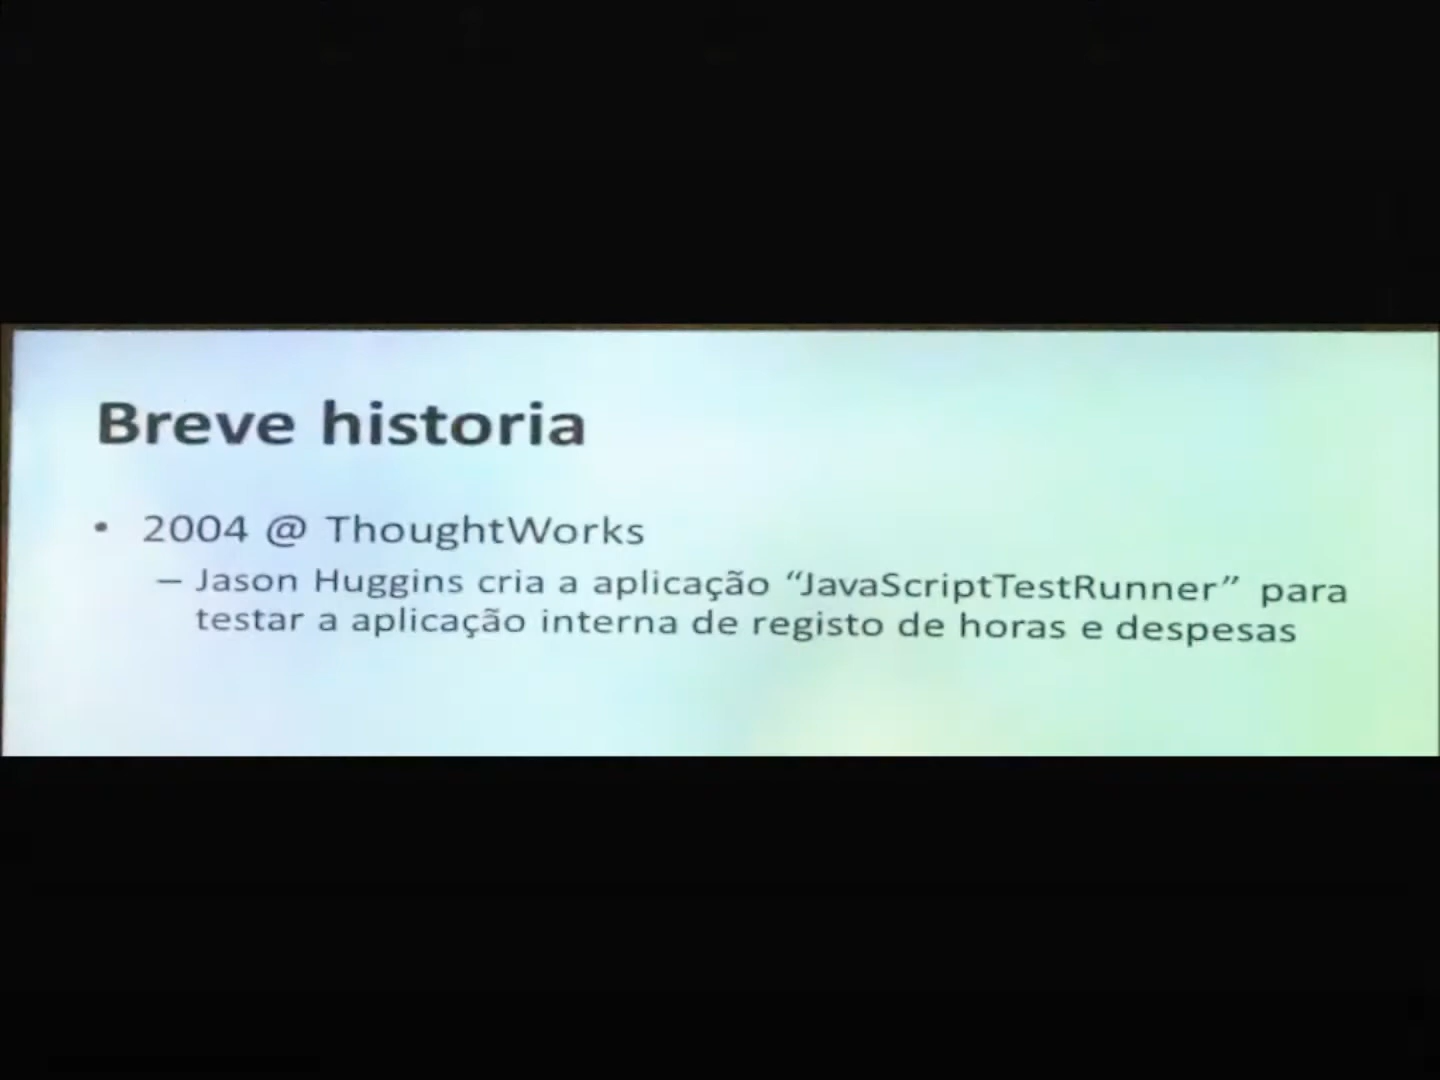 Breve historia
• 2004 @ ThoughtWorks
– Jason Huggins cria a aplicação “JavaScriptTestRunner” para
testar a aplicação interna de registo de horas e despesas